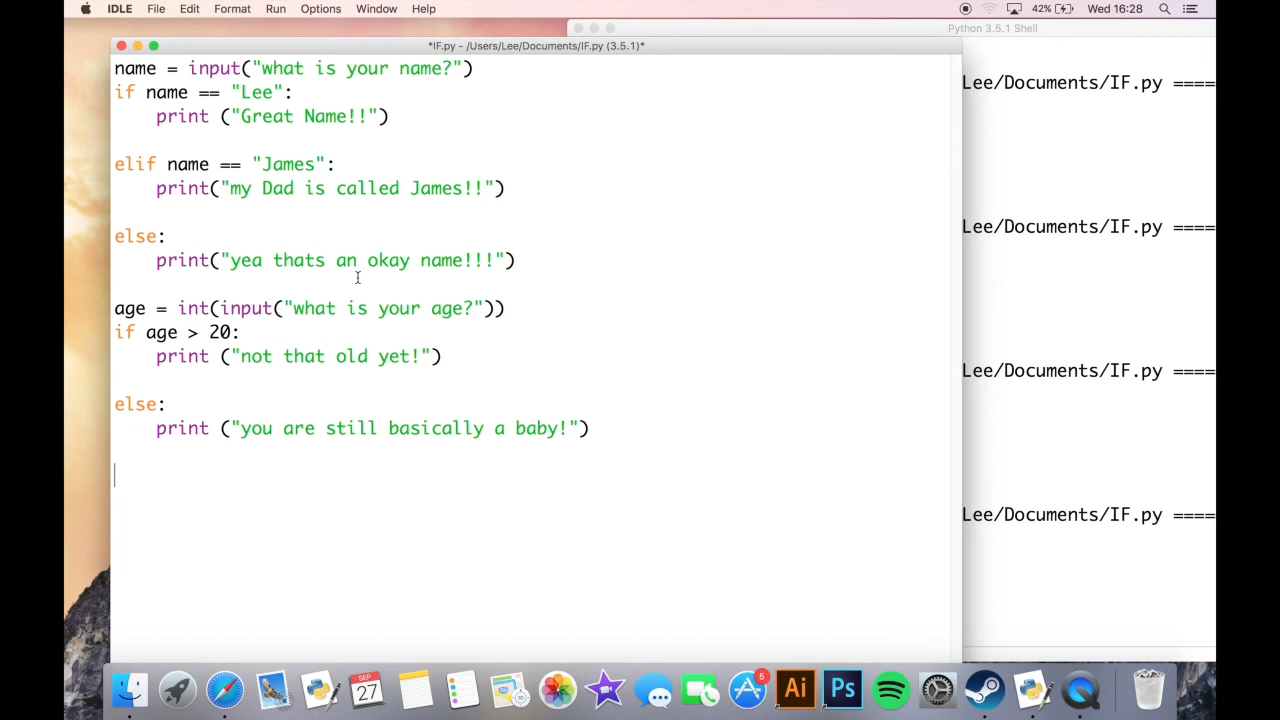 IDLE File Edit Format Run Options Window Help 42% Wed 16:28
Python 3.5.1 Shell
*IF.py - /Users/Lee/Documents/IF.py (3.5.1)*
name = input("what is your name?")
if name == "Lee":
    print ("Great Name!!")
elif name == "James":
    print("my Dad is called James!!")
else:
    print("yea thats an okay name!!!")
age = int(input("what is your age?"))
if age > 20:
    print ("not that old yet!")
else:
    print ("you are still basically a baby!")
Lee/Documents/IF.py ====
Lee/Documents/IF.py ====
Lee/Documents/IF.py ====
Lee/Documents/IF.py ====
SEP
27
5
Ai
Ps